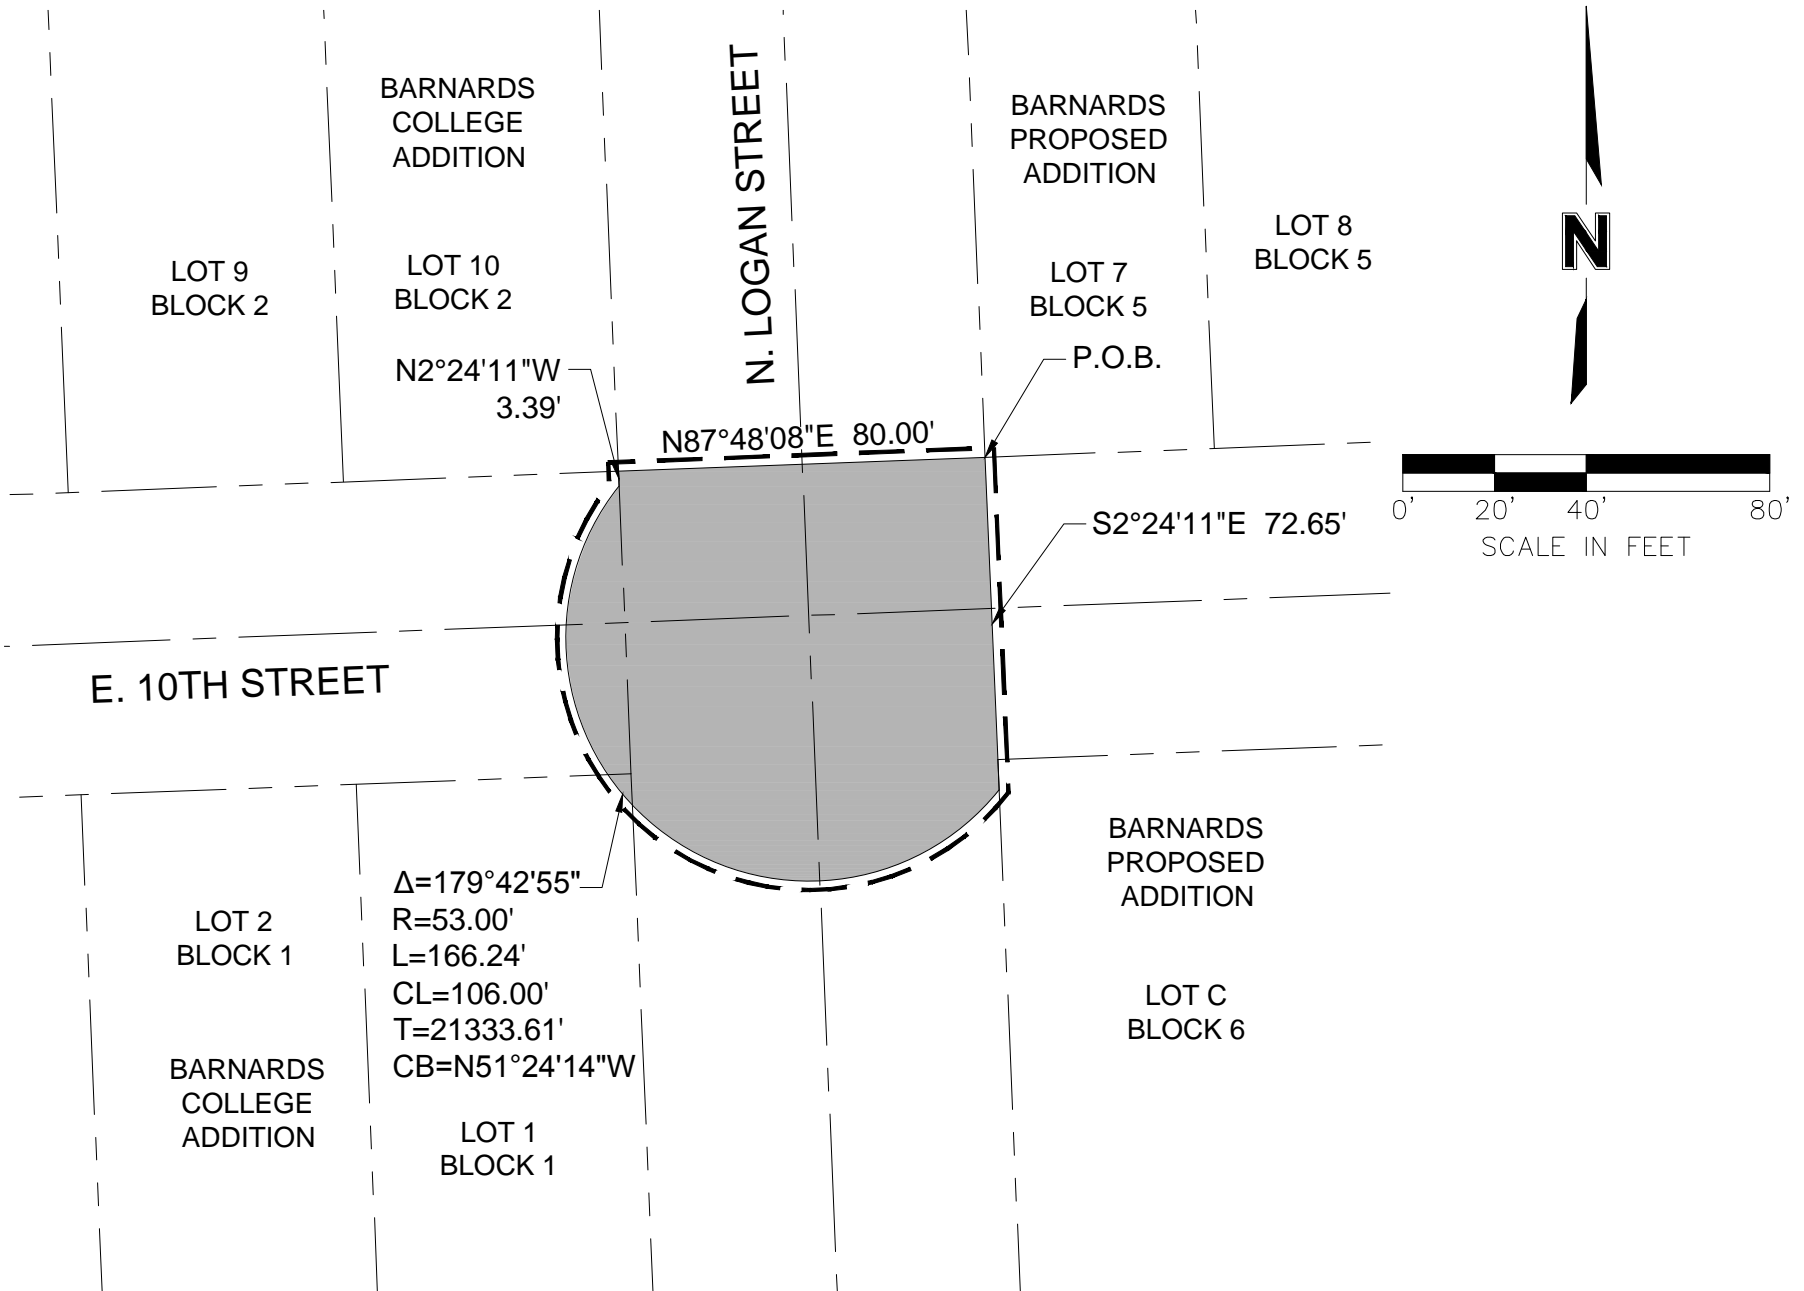 BARNARDS
COLLEGE
ADDITION
N. LOGAN STREET
BARNARDS
PROPOSED
ADDITION
LOT 8
BLOCK 5
N
LOT 9
BLOCK 2
LOT 10
BLOCK 2
LOT 7
BLOCK 5
N2°24'11"W
3.39'
P.O.B.
N87°48'08"E 80.00'
S2°24'11"E 72.65'
0' 20' 40' 80'
SCALE IN FEET
E. 10TH STREET
Δ=179°42'55"
R=53.00'
L=166.24'
CL=106.00'
T=21333.61'
CB=N51°24'14"W
BARNARDS
PROPOSED
ADDITION
LOT 2
BLOCK 1
LOT C
BLOCK 6
BARNARDS
COLLEGE
ADDITION
LOT 1
BLOCK 1